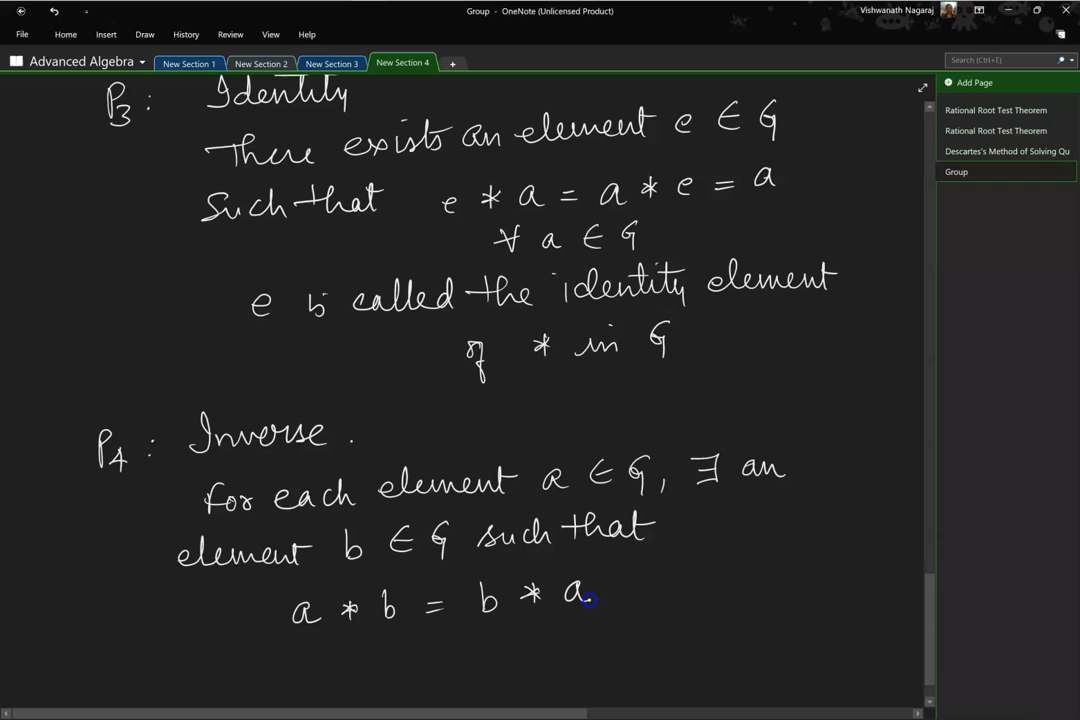 Group - OneNote (Unlicensed Product)
Vishwanath Nagaraj
File Home Insert Draw History Review View Help
Advanced Algebra New Section 1 New Section 2 New Section 3 New Section 4 +
Search (Ctrl+E)
Add Page
Rational Root Test Theorem
Rational Root Test Theorem
Descartes's Method of Solving Qu
Group
P3 : Identity
There exists an element e ∈ G
Such that e * a = a * e = a
∀ a ∈ G
e is called the identity element
of * in G
P4 : Inverse .
For each element a ∈ G, ∃ an
element b ∈ G such that
a * b = b * a